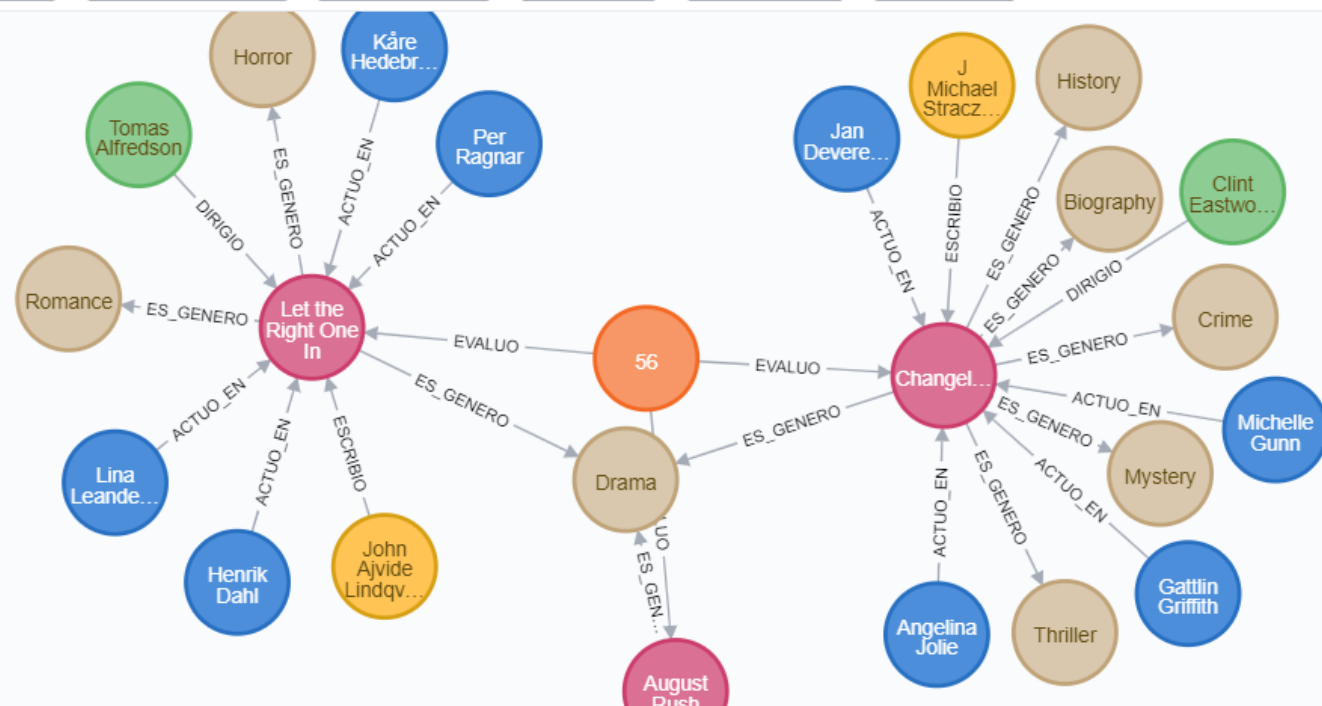 Horror
Kåre
Hedebr...
Tomas
Alfredson
Per
Ragnar
ES_GENERO
ACTUO_EN
DIRIGIO
ACTUO_EN
Romance
ES_GENERO
Let the
Right One
In
ACTUO_EN
ACTUO_EN
ESCRIBIO
ES_GENERO
Lina
Leande...
Henrik
Dahl
John
Ajvide
Lindqv...
EVALUO
56
EVALUO
Drama
ES_GENERO
UO
ES_GEN...
August
Rush
J
Michael
Stracz...
History
Jan
Devere...
Biography
Clint
Eastwo...
ACTUO_EN
ESCRIBIO
ES_GENERO
ES_GENERO
DIRIGIO
Crime
Changel...
ES_GENERO
ACTUO_EN
Michelle
Gunn
ES_GENERO
Mystery
ACTUO_EN
ES_GENERO
ACTUO_EN
Gattlin
Griffith
Angelina
Jolie
Thriller